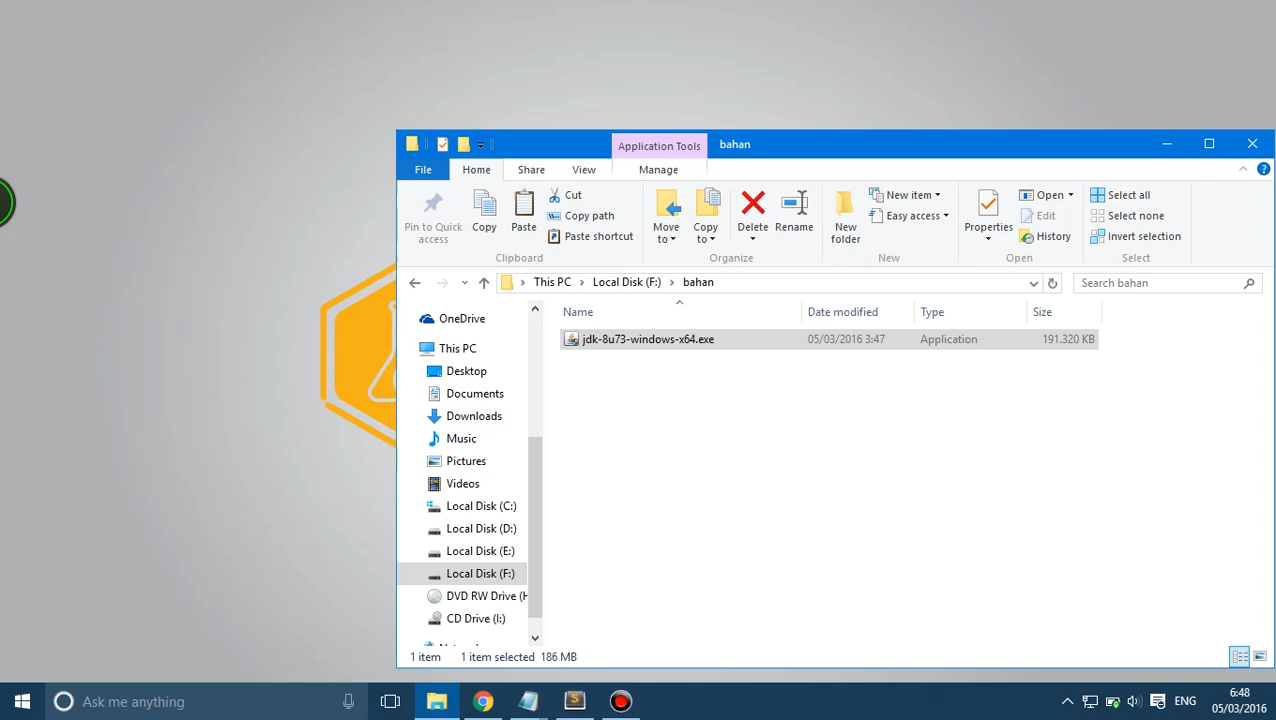 Application Tools bahan
File Home Share View Manage
Pin to Quick access
Copy
Paste
Cut
Copy path
Paste shortcut
Clipboard
Move to
Copy to
Delete
Rename
Organize
New folder
New item
Easy access
New
Properties
Open
Edit
History
Open
Select all
Select none
Invert selection
Select
This PC Local Disk (F:) bahan
Search bahan
Name Date modified Type Size
jdk-8u73-windows-x64.exe 05/03/2016 3:47 Application 191.320 KB
OneDrive
This PC
Desktop
Documents
Downloads
Music
Pictures
Videos
Local Disk (C:)
Local Disk (D:)
Local Disk (E:)
Local Disk (F:)
DVD RW Drive (H
CD Drive (I:)
1 item 1 item selected 186 MB
Ask me anything
ENG
6:48
05/03/2016